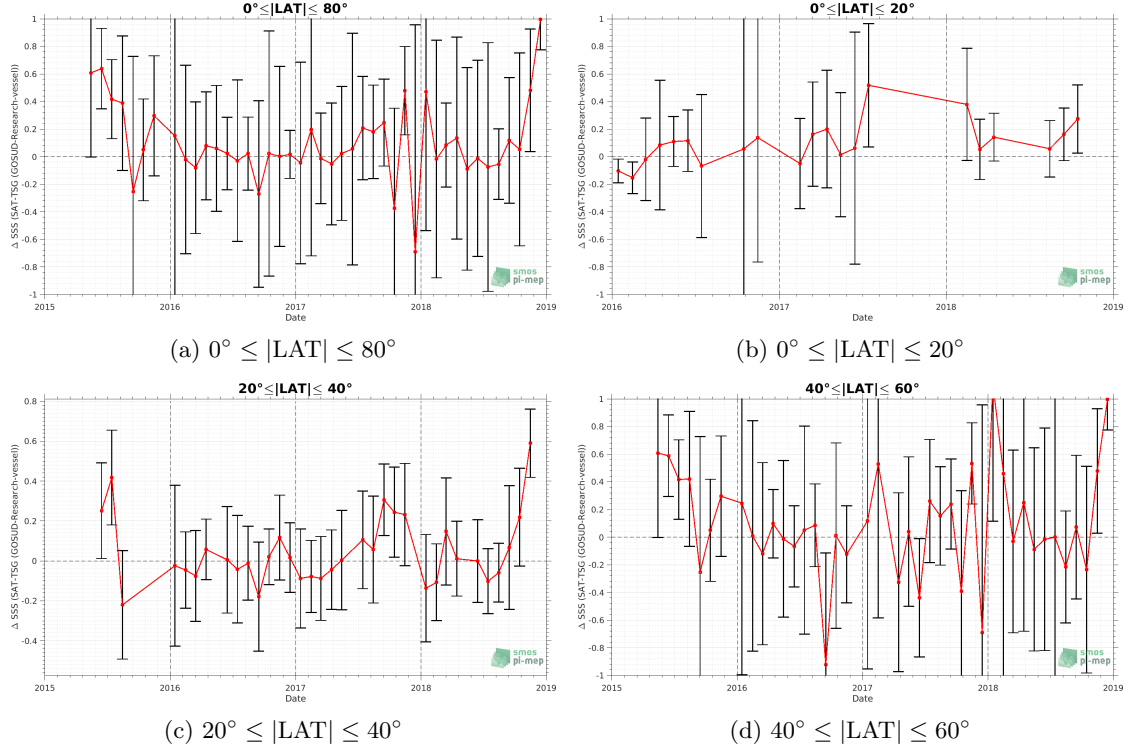 0°≤|LAT|≤ 80°
Δ SSS (SAT-TSG (GOSUD-Research-vessel))
1
0.8
0.6
0.4
0.2
0
-0.2
-0.4
-0.6
-0.8
-1
2015
2016
2017
2018
2019
Date
smos
pi-mep
(a) 0° ≤ |LAT| ≤ 80°
0°≤|LAT|≤ 20°
Δ SSS (SAT-TSG (GOSUD-Research-vessel))
1
0.8
0.6
0.4
0.2
0
-0.2
-0.4
-0.6
-0.8
-1
2016
2017
2018
2019
Date
smos
pi-mep
(b) 0° ≤ |LAT| ≤ 20°
20°≤|LAT|≤ 40°
Δ SSS (SAT-TSG (GOSUD-Research-vessel))
0.8
0.6
0.4
0.2
0
-0.2
-0.4
2015
2016
2017
2018
2019
Date
smos
pi-mep
(c) 20° ≤ |LAT| ≤ 40°
40°≤|LAT|≤ 60°
Δ SSS (SAT-TSG (GOSUD-Research-vessel))
1
0.8
0.6
0.4
0.2
0
-0.2
-0.4
-0.6
-0.8
-1
2015
2016
2017
2018
2019
Date
smos
pi-mep
(d) 40° ≤ |LAT| ≤ 60°